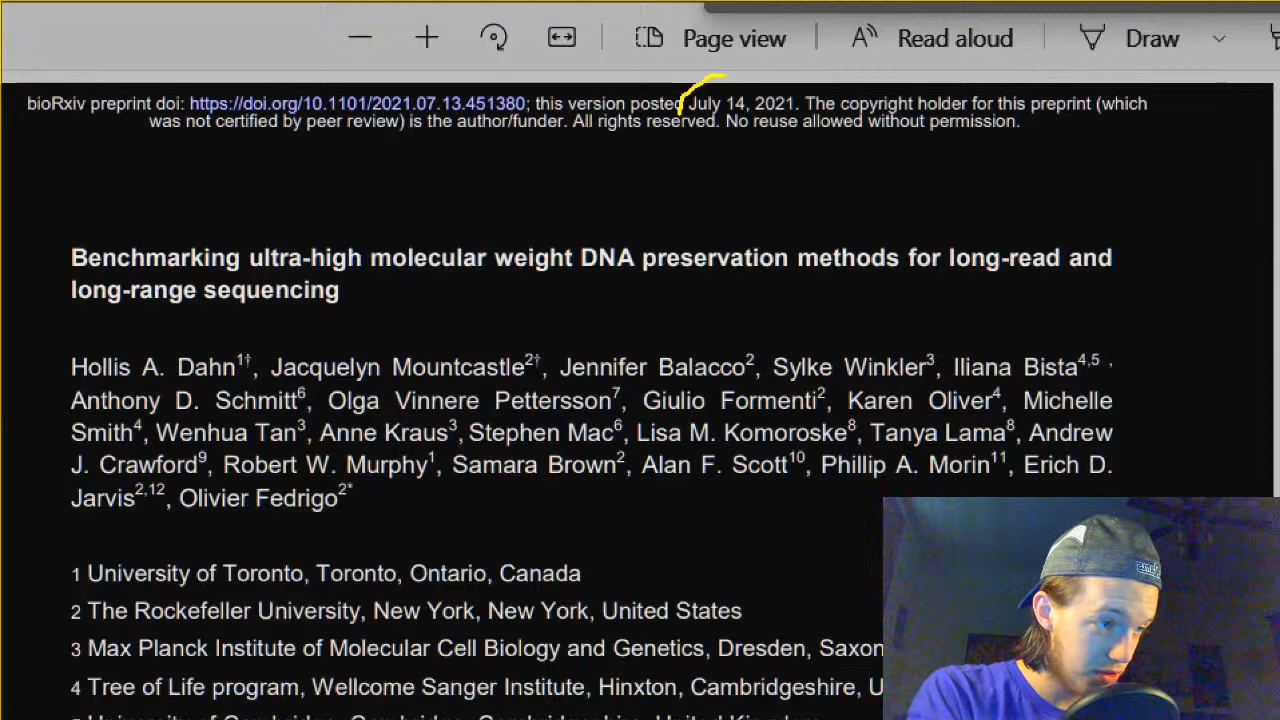 Page view Read aloud Draw
bioRxiv preprint doi: https://doi.org/10.1101/2021.07.13.451380; this version posted July 14, 2021. The copyright holder for this preprint (which
was not certified by peer review) is the author/funder. All rights reserved. No reuse allowed without permission.
Benchmarking ultra-high molecular weight DNA preservation methods for long-read and
long-range sequencing
Hollis A. Dahn1†, Jacquelyn Mountcastle2†, Jennifer Balacco2, Sylke Winkler3, Iliana Bista4,5 ,
Anthony D. Schmitt6, Olga Vinnere Pettersson7, Giulio Formenti2, Karen Oliver4, Michelle
Smith4, Wenhua Tan3, Anne Kraus3, Stephen Mac6, Lisa M. Komoroske8, Tanya Lama8, Andrew
J. Crawford9, Robert W. Murphy1, Samara Brown2, Alan F. Scott10, Phillip A. Morin11, Erich D.
Jarvis2,12, Olivier Fedrigo2*
1 University of Toronto, Toronto, Ontario, Canada
2 The Rockefeller University, New York, New York, United States
3 Max Planck Institute of Molecular Cell Biology and Genetics, Dresden, Saxon
4 Tree of Life program, Wellcome Sanger Institute, Hinxton, Cambridgeshire, U